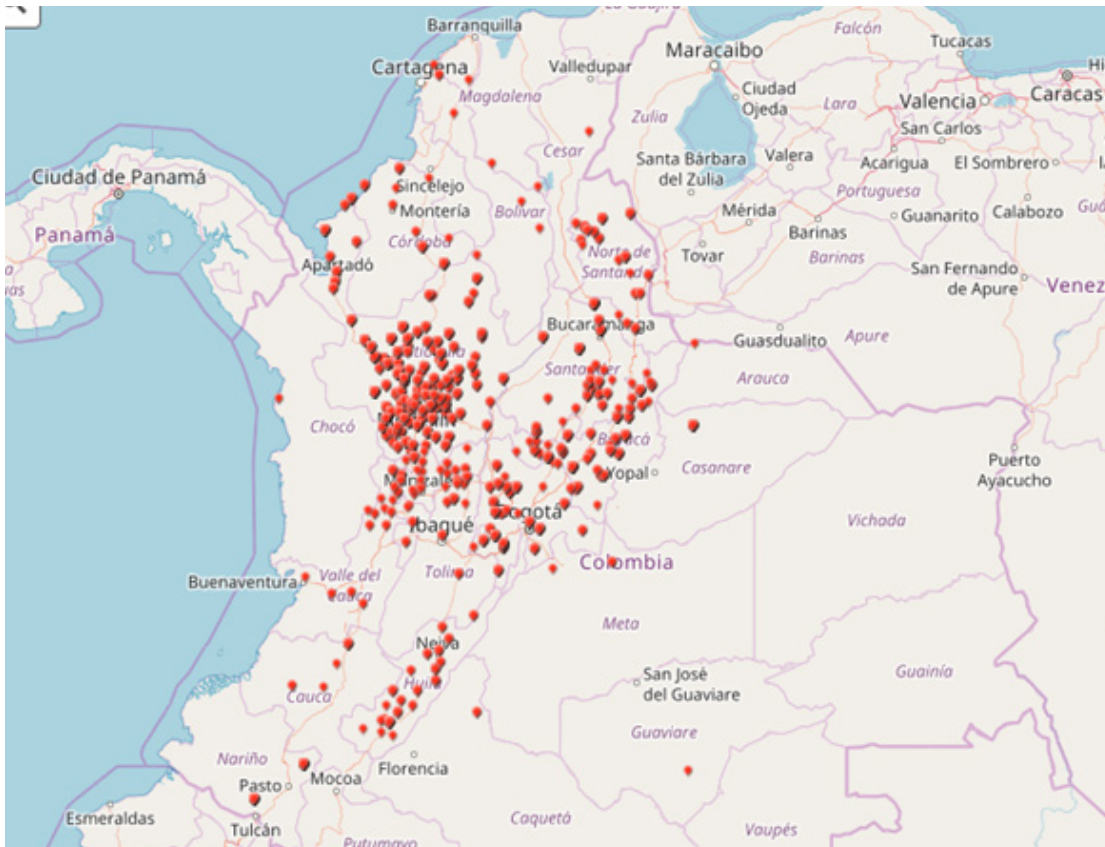 La Guajira
Barranquilla
Falcón
Tucacas
Maracaibo
Cartagena
Valledupar
Ciudad
Ojeda
Lara
Valencia
Caracas
Magdalena
Zulia
San Carlos
Cesar
Santa Bárbara
del Zulia
Valera
Acarigua
El Sombrero
Ciudad de Panamá
Sincelejo
Portuguesa
Montería
Bolívar
Mérida
Guanarito
Calabozo
Panamá
Barinas
Córdoba
Norte de
Santander
Tovar
Barinas
Apartadó
San Fernando
de Apure
Venez
Bucaramanga
Guasdualito
Apure
Santander
Arauca
Chocó
Yopal
Casanare
Puerto
Ayacucho
Ibagué
Bogotá
Vichada
Colombia
Buenaventura
Valle del
Cauca
Tolima
Meta
Neiva
San José
del Guaviare
Guainía
Cauca
Huila
Guaviare
Nariño
Florencia
Pasto
Mocoa
Esmeraldas
Tulcán
Caquetá
Vaupés
Putumayo